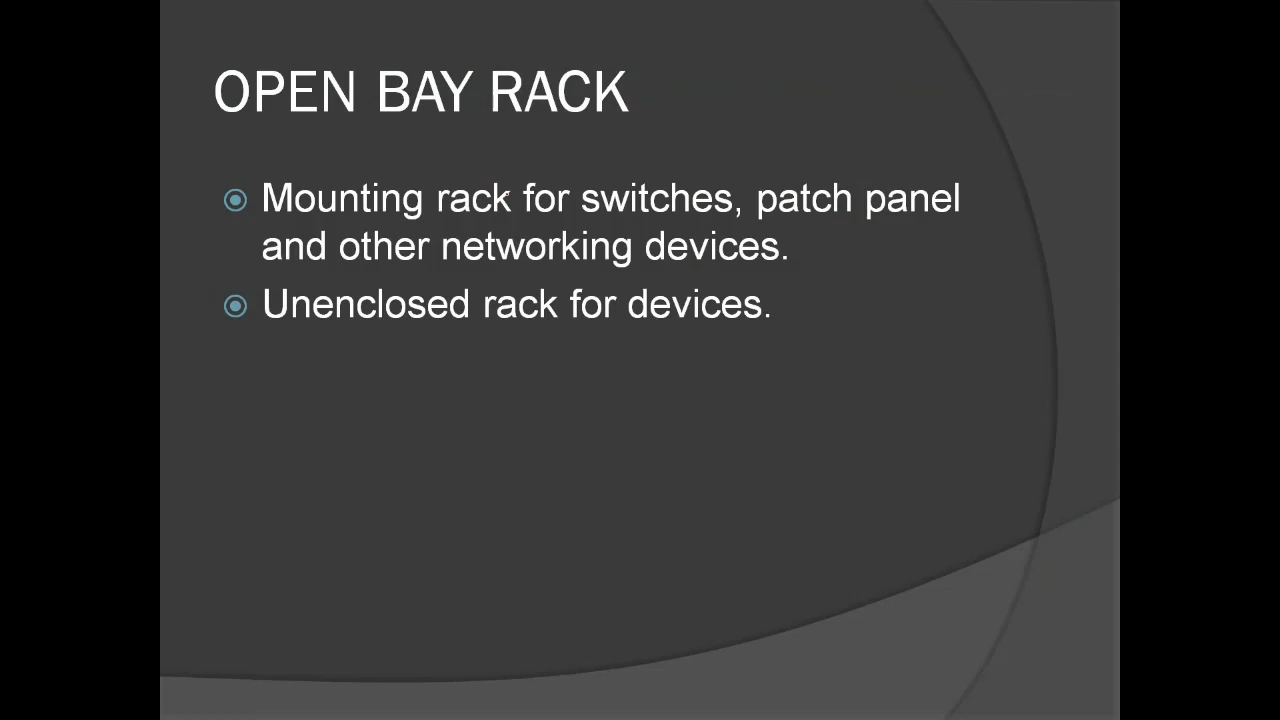 OPEN BAY RACK
Mounting rack for switches, patch panel
and other networking devices.
Unenclosed rack for devices.